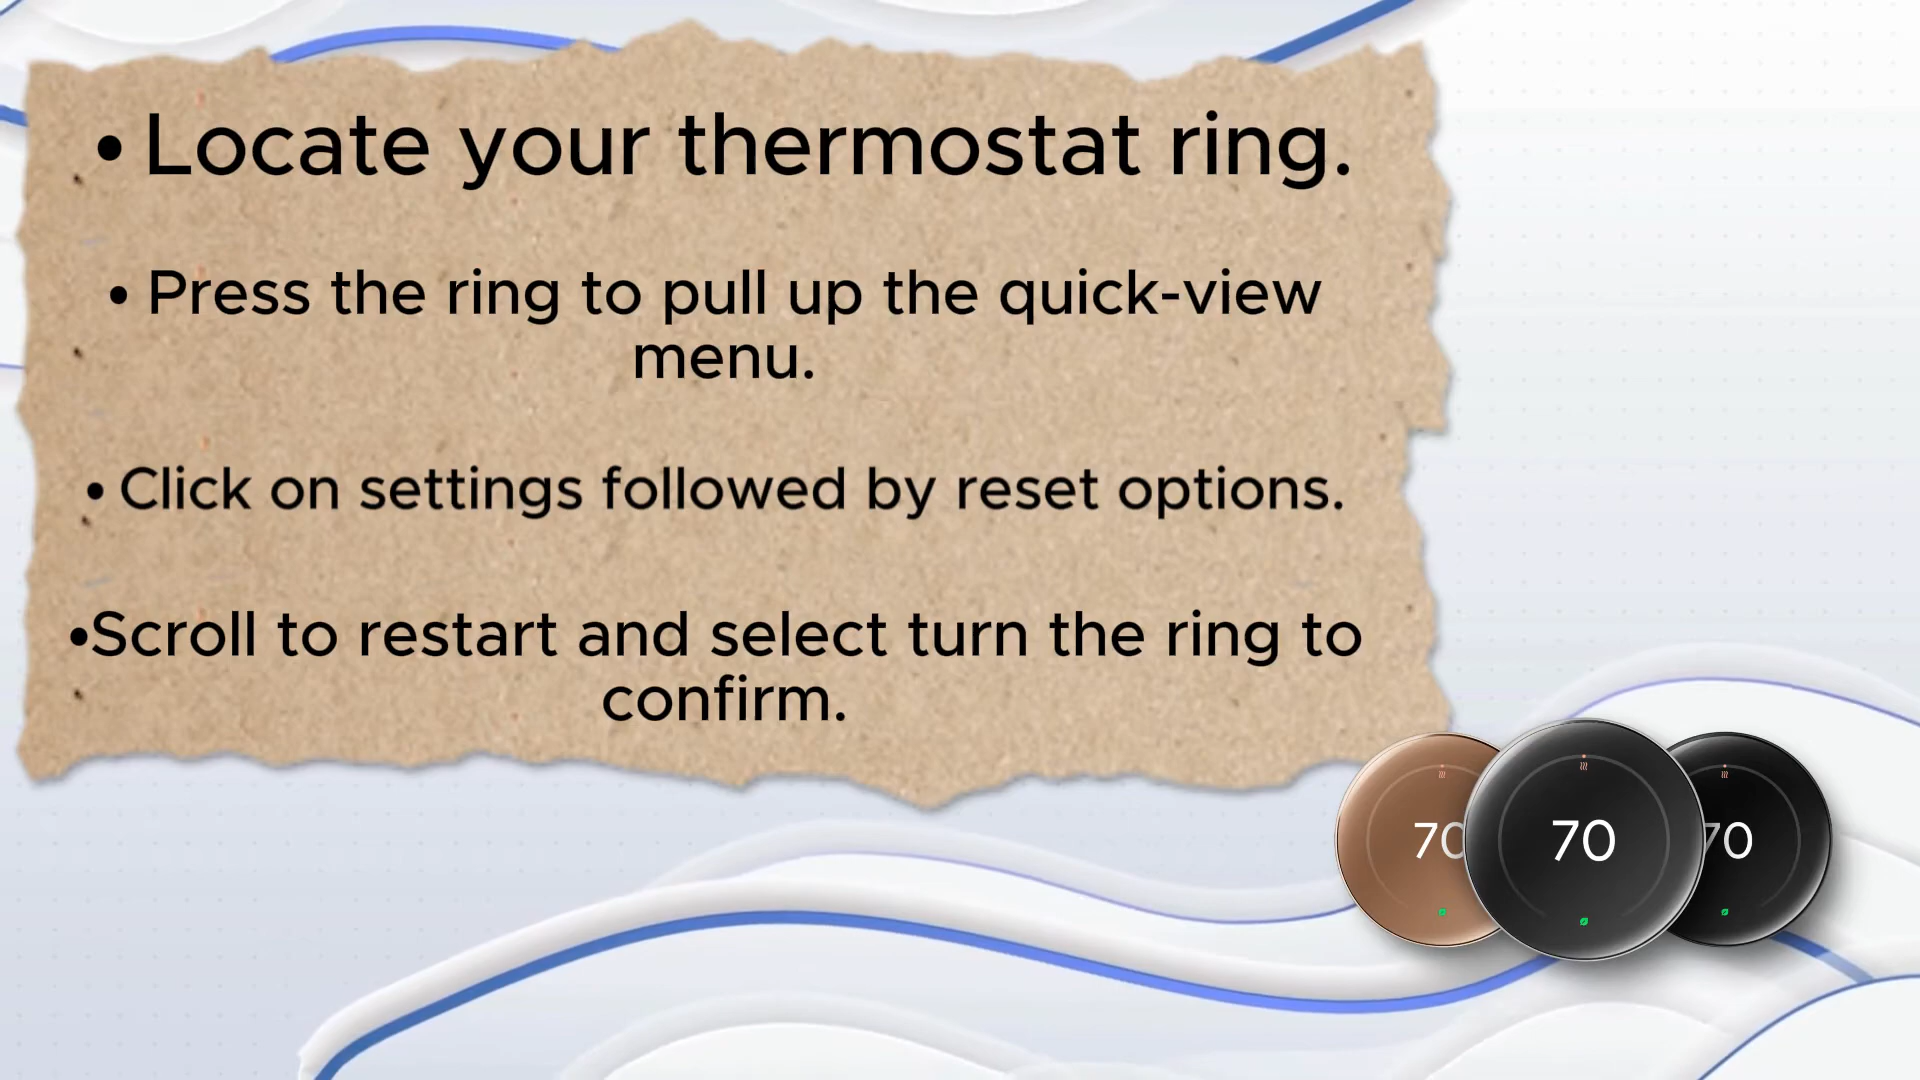 • Locate your thermostat ring.
• Press the ring to pull up the quick-view
menu.
• Click on settings followed by reset options.
•Scroll to restart and select turn the ring to
confirm.
70
70
70